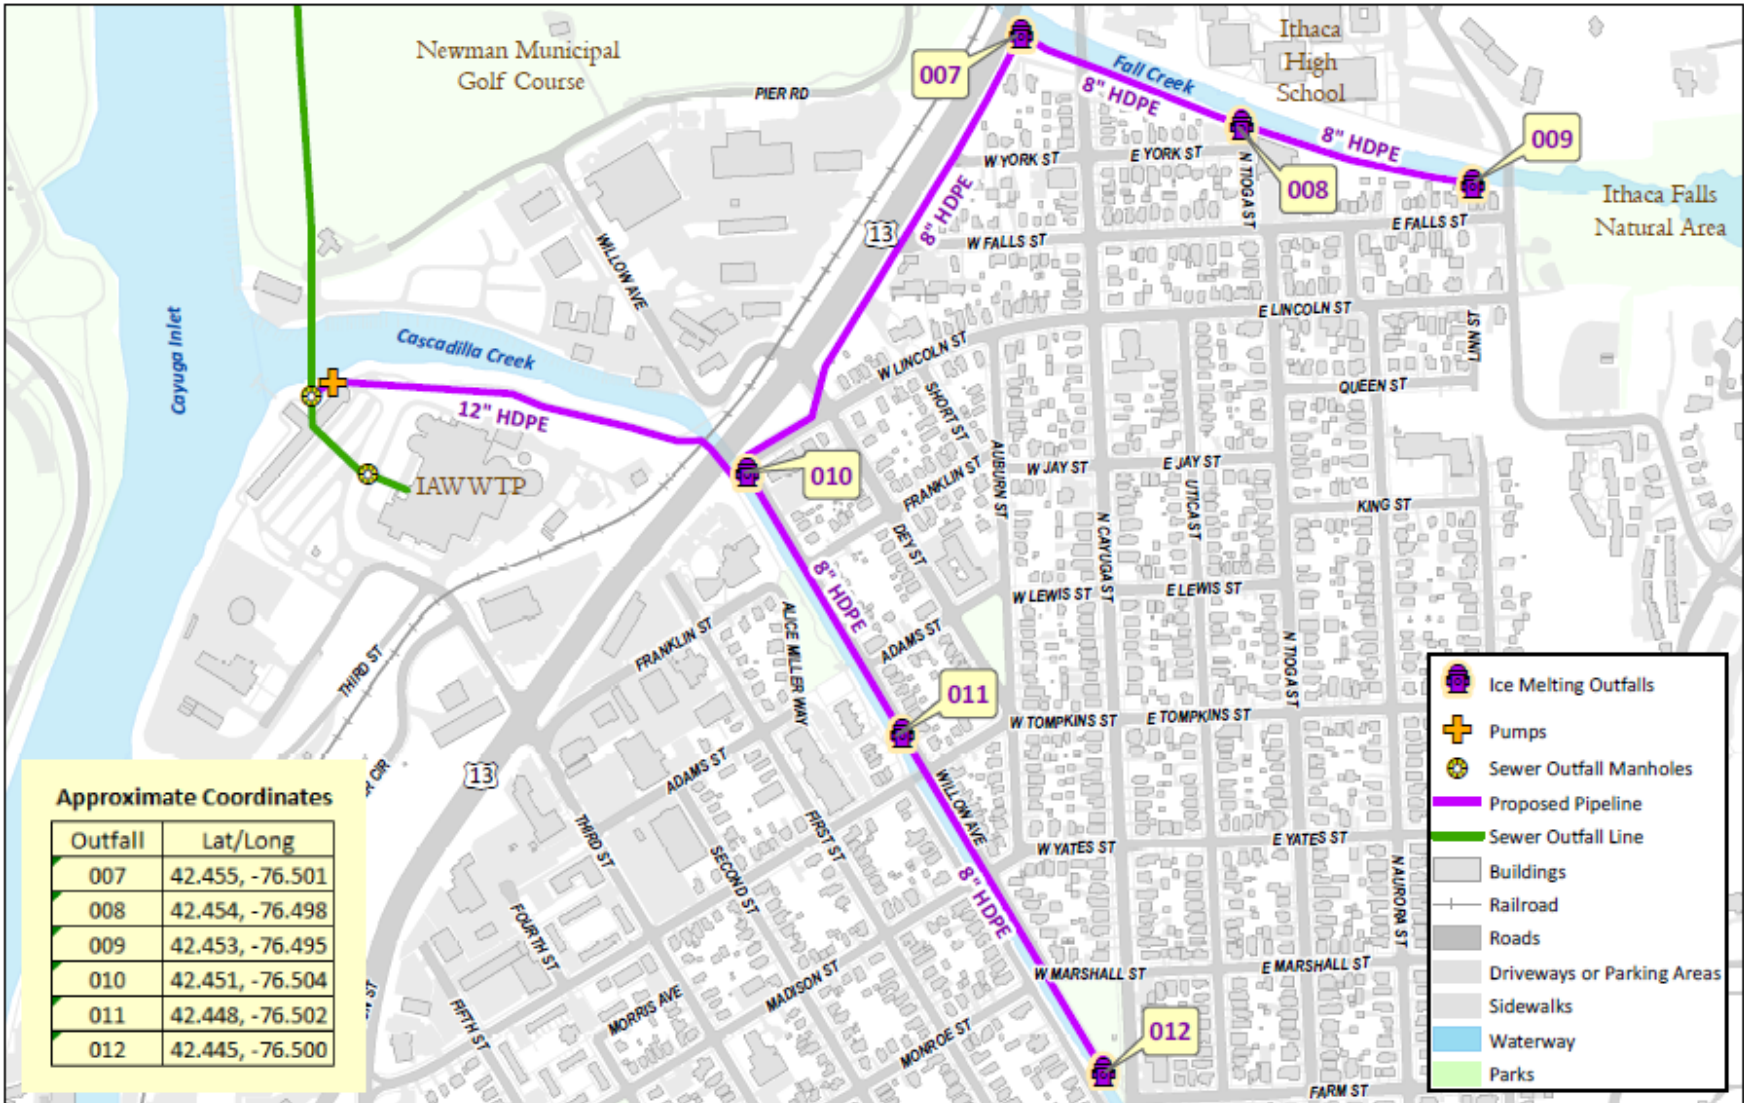 Newman Municipal
Golf Course
PIER RD
007
Fall Creek
8" HDPE
Ithaca
High
School
8" HDPE
009
008
Ithaca Falls
Natural Area
W YORK ST
E YORK ST
N TIOGA ST
E FALLS ST
W FALLS ST
8" HDPE
13
WILLOW AVE
Cayuga Inlet
Cascadilla Creek
E LINCOLN ST
W LINCOLN ST
LINN ST
QUEEN ST
SHORT ST
12" HDPE
AUBURN ST
W JAY ST
E JAY ST
FRANKLIN ST
010
IAWWTP
UTICA ST
KING ST
N CAYUGA ST
DEY ST
8" HDPE
W LEWIS ST
E LEWIS ST
ALICE MILLER WAY
FRANKLIN ST
ADAMS ST
THIRD ST
N TIOGA ST
011
W TOMPKINS ST
E TOMPKINS ST
ADAMS ST
13
CIR
WILLOW AVE
THIRD ST
FIRST ST
SECOND ST
W YATES ST
E YATES ST
N AURORA ST
8" HDPE
FOURTH ST
FIFTH ST
MORRIS AVE
MADISON ST
MONROE ST
W MARSHALL ST
E MARSHALL ST
012
FARM ST
ST
Approximate Coordinates
Outfall Lat/Long
007 42.455, -76.501
008 42.454, -76.498
009 42.453, -76.495
010 42.451, -76.504
011 42.448, -76.502
012 42.445, -76.500
Ice Melting Outfalls
Pumps
Sewer Outfall Manholes
Proposed Pipeline
Sewer Outfall Line
Buildings
Railroad
Roads
Driveways or Parking Areas
Sidewalks
Waterway
Parks